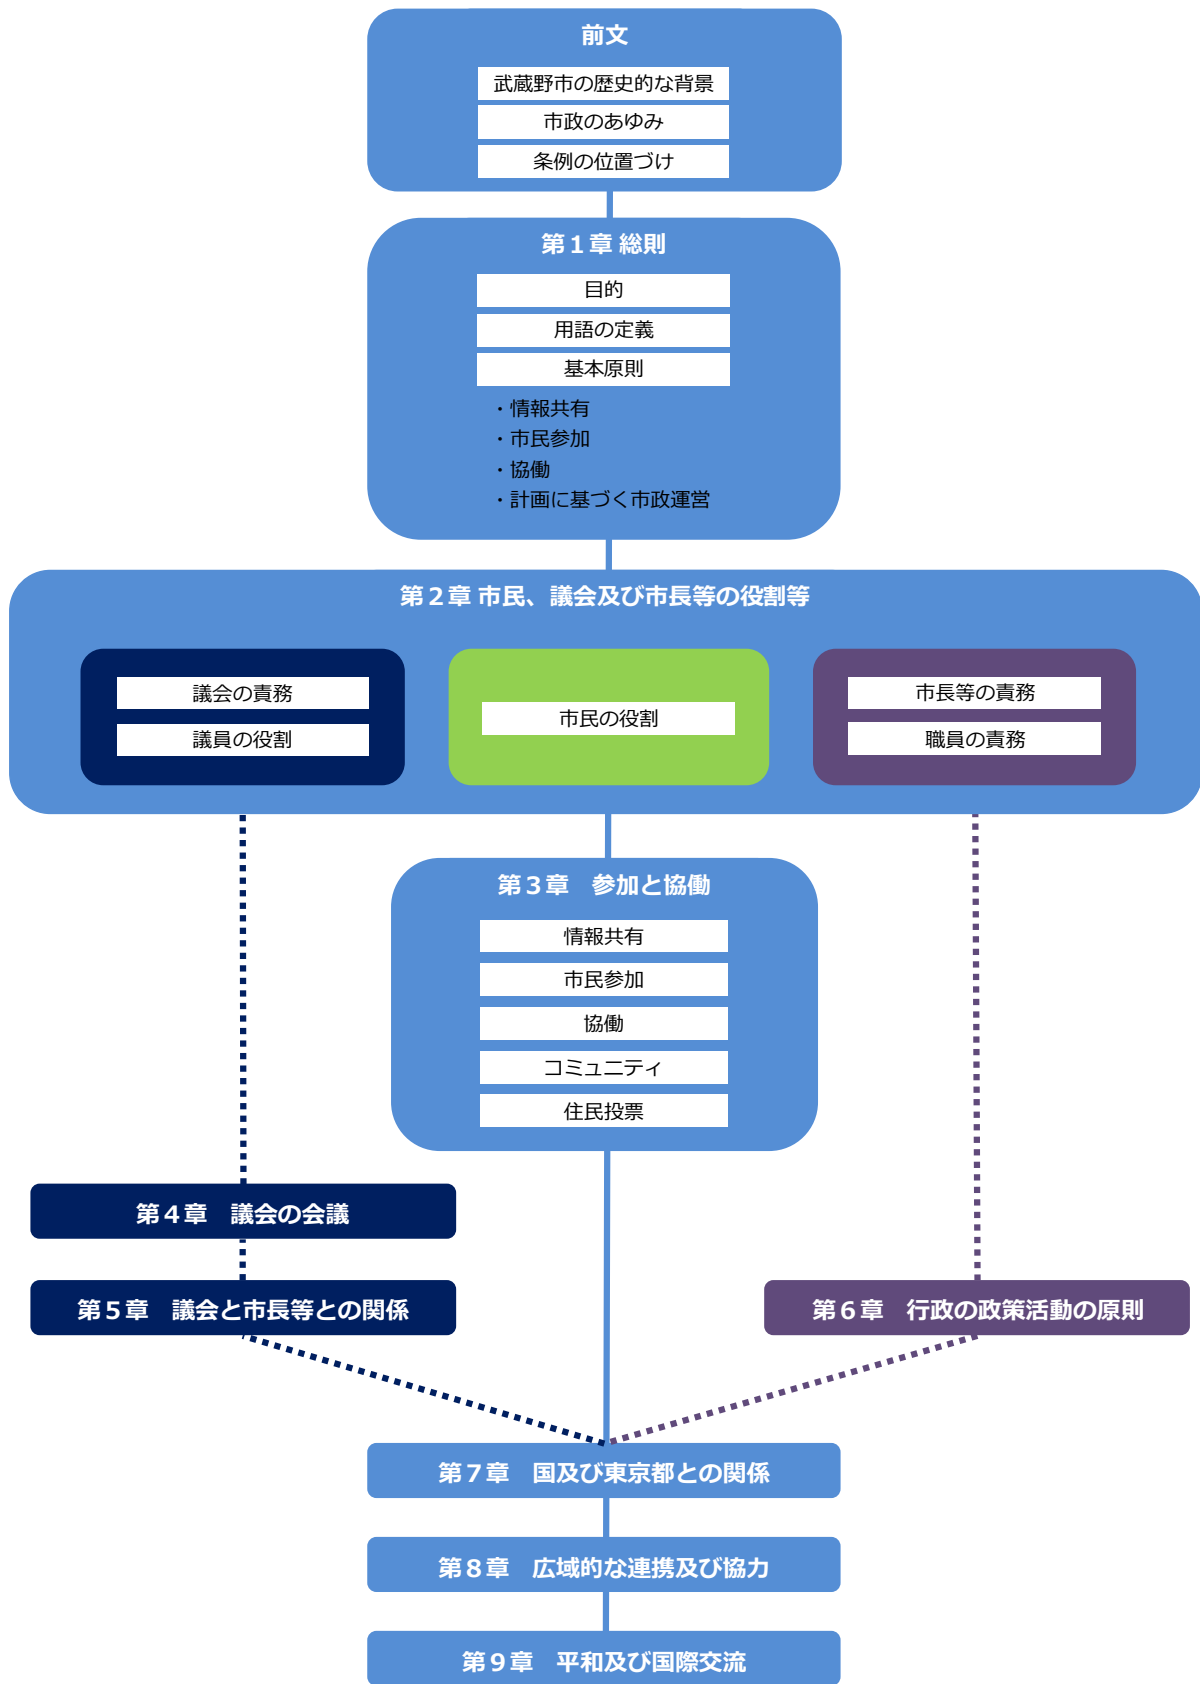 前文
武蔵野市の歴史的な背景
市政のあゆみ
条例の位置づけ
第１章 総則
目的
用語の定義
基本原則
・情報共有
・市民参加
・協働
・計画に基づく市政運営
第２章 市民、議会及び市長等の役割等
議会の責務
議員の役割
市民の役割
市長等の責務
職員の責務
第３章　参加と協働
情報共有
市民参加
協働
コミュニティ
住民投票
第４章　議会の会議
第５章　議会と市長等との関係
第６章　行政の政策活動の原則
第７章　国及び東京都との関係
第８章　広域的な連携及び協力
第９章　平和及び国際交流